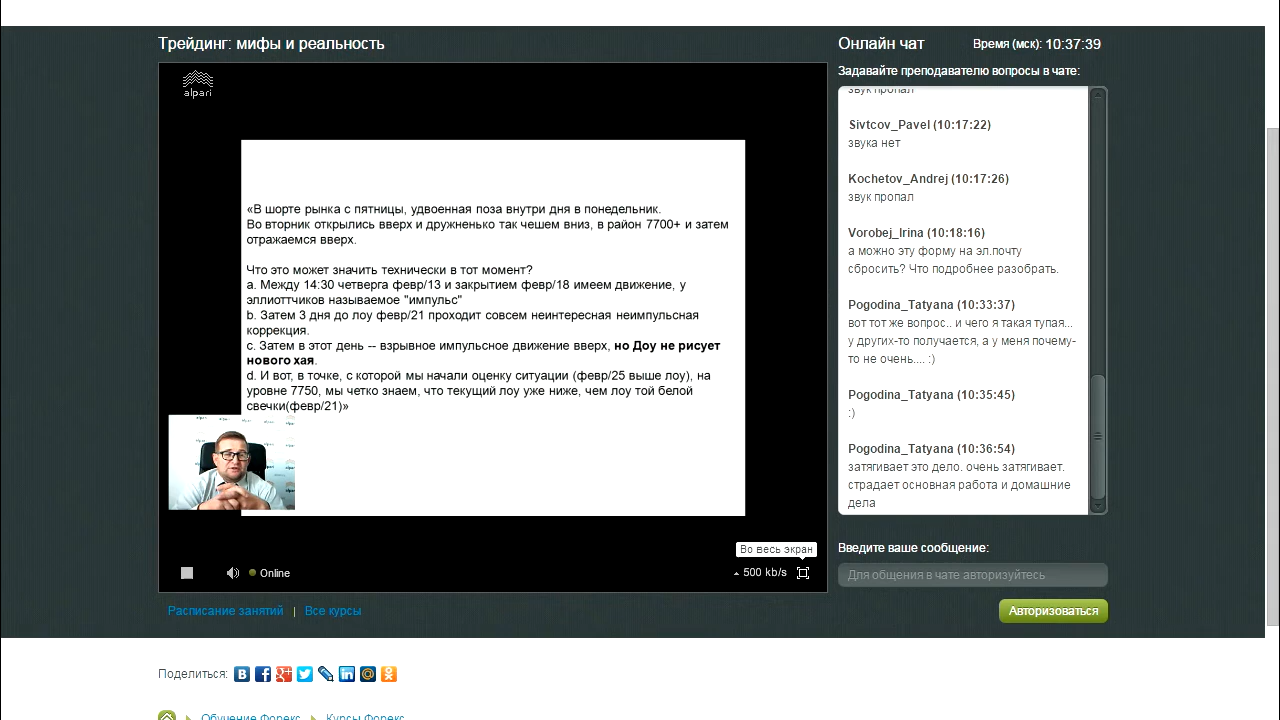 Трейдинг: мифы и реальность
Онлайн чат
Время (мск): 10:37:39
Задавайте преподавателю вопросы в чате:
alpari
звук пропал
Sivtcov_Pavel (10:17:22)
звука нет
Kochetov_Andrej (10:17:26)
звук пропал
Vorobej_Irina (10:18:16)
а можно эту форму на эл.почту
сбросить? Что подробнее разобрать.
Pogodina_Tatyana (10:33:37)
вот тот же вопрос.. и чего я такая тупая...
у других-то получается, а у меня почему-
то не очень.... :)
Pogodina_Tatyana (10:35:45)
:)
Pogodina_Tatyana (10:36:54)
затягивает это дело. очень затягивает.
страдает основная работа и домашние
дела
«В шорте рынка с пятницы, удвоенная поза внутри дня в понедельник.
Во вторник открылись вверх и дружненько так чешем вниз, в район 7700+ и затем
отражаемся вверх.
Что это может значить технически в тот момент?
a. Между 14:30 четверга февр/13 и закрытием февр/18 имеем движение, у
эллиоттчиков называемое "импульс"
b. Затем 3 дня до лоу февр/21 проходит совсем неинтересная неимпульсная
коррекция.
c. Затем в этот день -- взрывное импульсное движение вверх, но Доу не рисует
нового хая.
d. И вот, в точке, с которой мы начали оценку ситуации (февр/25 выше лоу), на
уровне 7750, мы четко знаем, что текущий лоу уже ниже, чем лоу той белой
свечки(февр/21)»
Во весь экран
Online
500 kb/s
Введите ваше сообщение:
Для общения в чате авторизуйтесь
Авторизоваться
Расписание занятий | Все курсы
Поделиться:
Обучение Форекс
Курсы Форекс